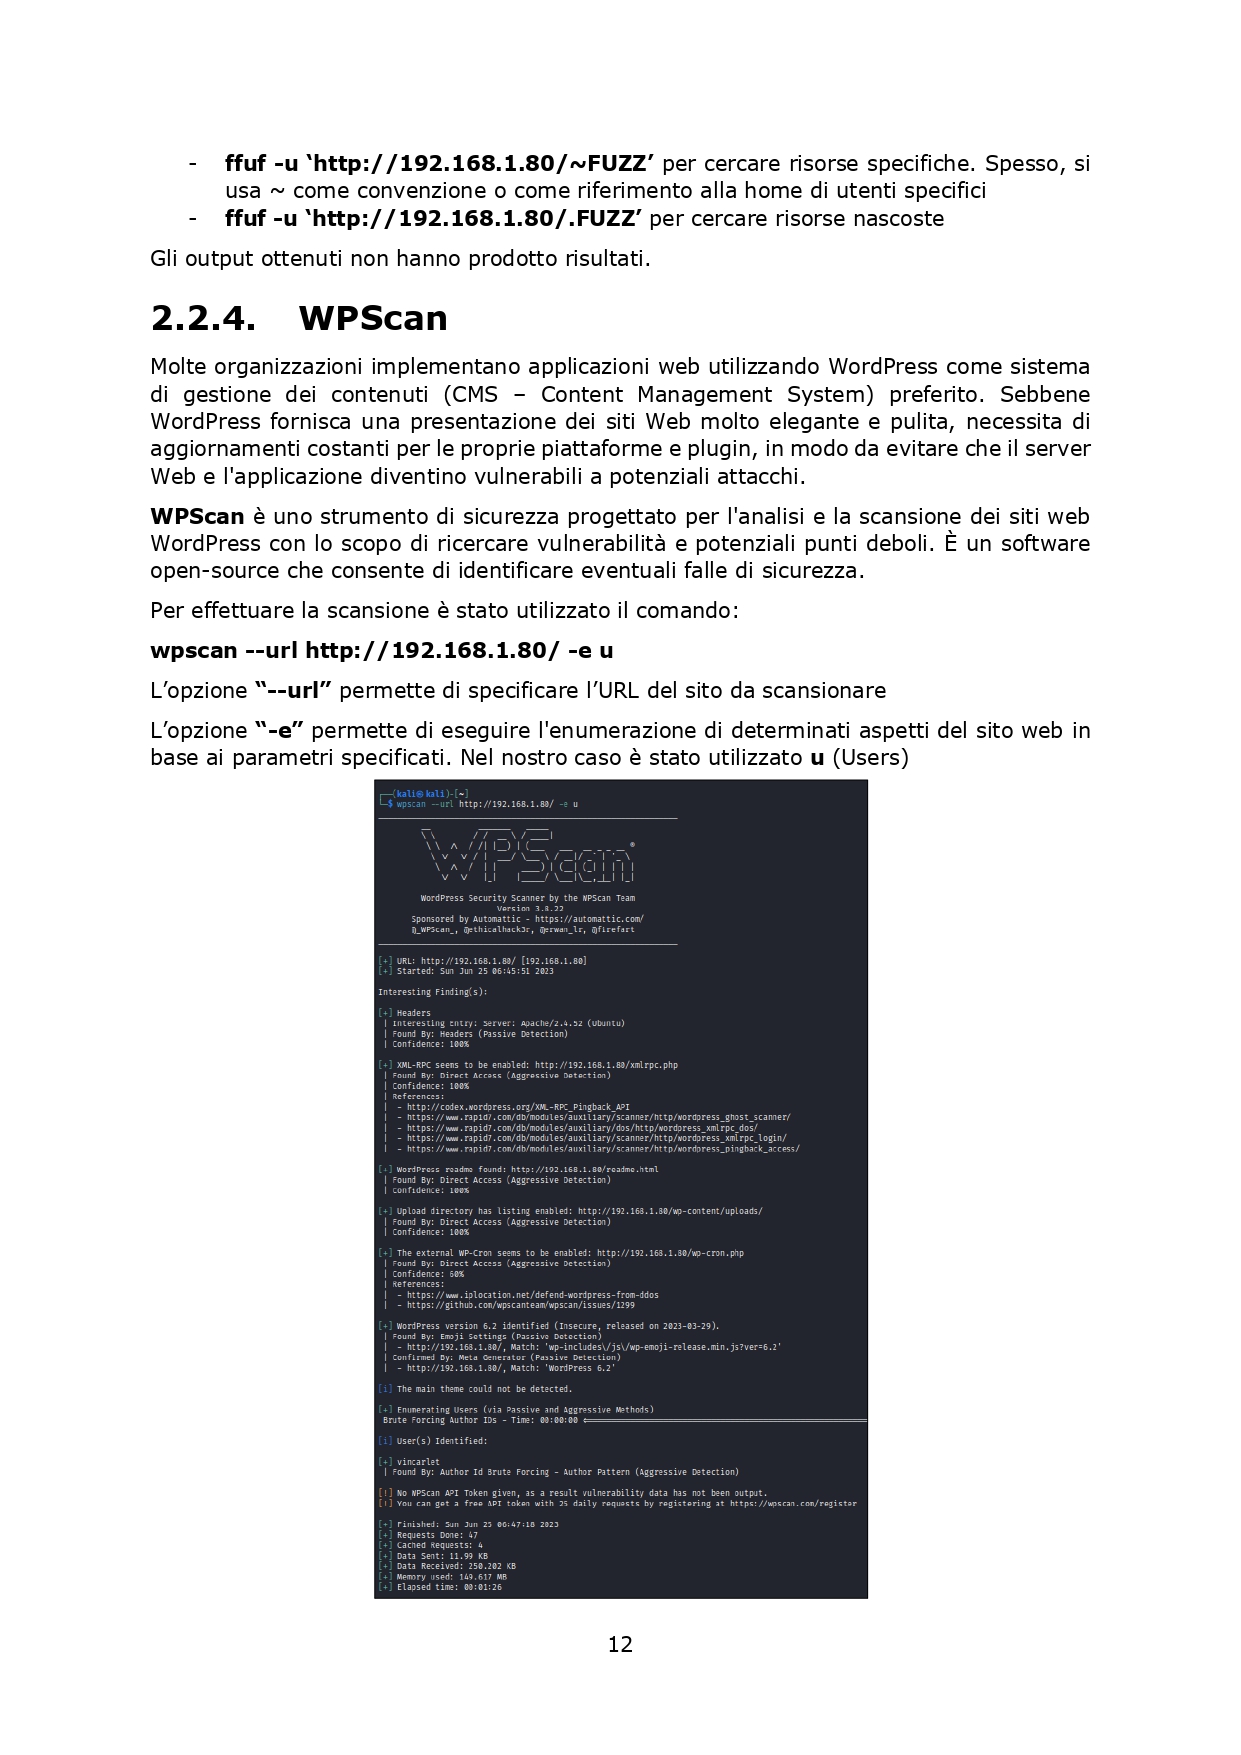 - ffuf -u ‘http://192.168.1.80/~FUZZ’ per cercare risorse specifiche. Spesso, si
usa ~ come convenzione o come riferimento alla home di utenti specifici
- ffuf -u ‘http://192.168.1.80/.FUZZ’ per cercare risorse nascoste
Gli output ottenuti non hanno prodotto risultati.
2.2.4. WPScan
Molte organizzazioni implementano applicazioni web utilizzando WordPress come sistema
di gestione dei contenuti (CMS – Content Management System) preferito. Sebbene
WordPress fornisca una presentazione dei siti Web molto elegante e pulita, necessita di
aggiornamenti costanti per le proprie piattaforme e plugin, in modo da evitare che il server
Web e l'applicazione diventino vulnerabili a potenziali attacchi.
WPScan è uno strumento di sicurezza progettato per l'analisi e la scansione dei siti web
WordPress con lo scopo di ricercare vulnerabilità e potenziali punti deboli. È un software
open-source che consente di identificare eventuali falle di sicurezza.
Per effettuare la scansione è stato utilizzato il comando:
wpscan --url http://192.168.1.80/ -e u
L’opzione “--url” permette di specificare l’URL del sito da scansionare
L’opzione “-e” permette di eseguire l'enumerazione di determinati aspetti del sito web in
base ai parametri specificati. Nel nostro caso è stato utilizzato u (Users)
(kali㉿kali)-[~]
$ wpscan --url http://192.168.1.80/ -e u
WPScan ®
WordPress Security Scanner by the WPScan Team
Version 3.8.22
Sponsored by Automattic - https://automattic.com/
@_WPScan_, @ethicalhack3r, @erwan_lr, @firefart
[+] URL: http://192.168.1.80/ [192.168.1.80]
[+] Started: Sun Jun 25 06:45:51 2023
Interesting Finding(s):
[+] Headers
| Interesting Entry: Server: Apache/2.4.52 (Ubuntu)
| Found By: Headers (Passive Detection)
| Confidence: 100%
[+] XML-RPC seems to be enabled: http://192.168.1.80/xmlrpc.php
| Found By: Direct Access (Aggressive Detection)
| Confidence: 100%
| References:
| - http://codex.wordpress.org/XML-RPC_Pingback_API
| - https://www.rapid7.com/db/modules/auxiliary/scanner/http/wordpress_ghost_scanner/
| - https://www.rapid7.com/db/modules/auxiliary/dos/http/wordpress_xmlrpc_dos/
| - https://www.rapid7.com/db/modules/auxiliary/scanner/http/wordpress_xmlrpc_login/
| - https://www.rapid7.com/db/modules/auxiliary/scanner/http/wordpress_pingback_access/
[+] WordPress readme found: http://192.168.1.80/readme.html
| Found By: Direct Access (Aggressive Detection)
| Confidence: 100%
[+] Upload directory has listing enabled: http://192.168.1.80/wp-content/uploads/
| Found By: Direct Access (Aggressive Detection)
| Confidence: 100%
[+] The external WP-Cron seems to be enabled: http://192.168.1.80/wp-cron.php
| Found By: Direct Access (Aggressive Detection)
| Confidence: 60%
| References:
| - https://www.iplocation.net/defend-wordpress-from-ddos
| - https://github.com/wpscanteam/wpscan/issues/1299
[+] WordPress version 6.2 identified (Insecure, released on 2023-03-29).
| Found By: Emoji Settings (Passive Detection)
| - http://192.168.1.80/, Match: 'wp-includes\/js\/wp-emoji-release.min.js?ver=6.2'
| Confirmed By: Meta Generator (Passive Detection)
| - http://192.168.1.80/, Match: 'WordPress 6.2'
[i] The main theme could not be detected.
[+] Enumerating Users (via Passive and Aggressive Methods)
Brute Forcing Author IDs - Time: 00:00:00 <====
[i] User(s) Identified:
[+] vincarlet
| Found By: Author Id Brute Forcing - Author Pattern (Aggressive Detection)
[!] No WPScan API Token given, as a result vulnerability data has not been output.
[!] You can get a free API token with 25 daily requests by registering at https://wpscan.com/register
[+] Finished: Sun Jun 25 06:47:18 2023
[+] Requests Done: 47
[+] Cached Requests: 4
[+] Data Sent: 11.99 KB
[+] Data Received: 250.202 KB
[+] Memory used: 149.617 MB
[+] Elapsed time: 00:01:26
12